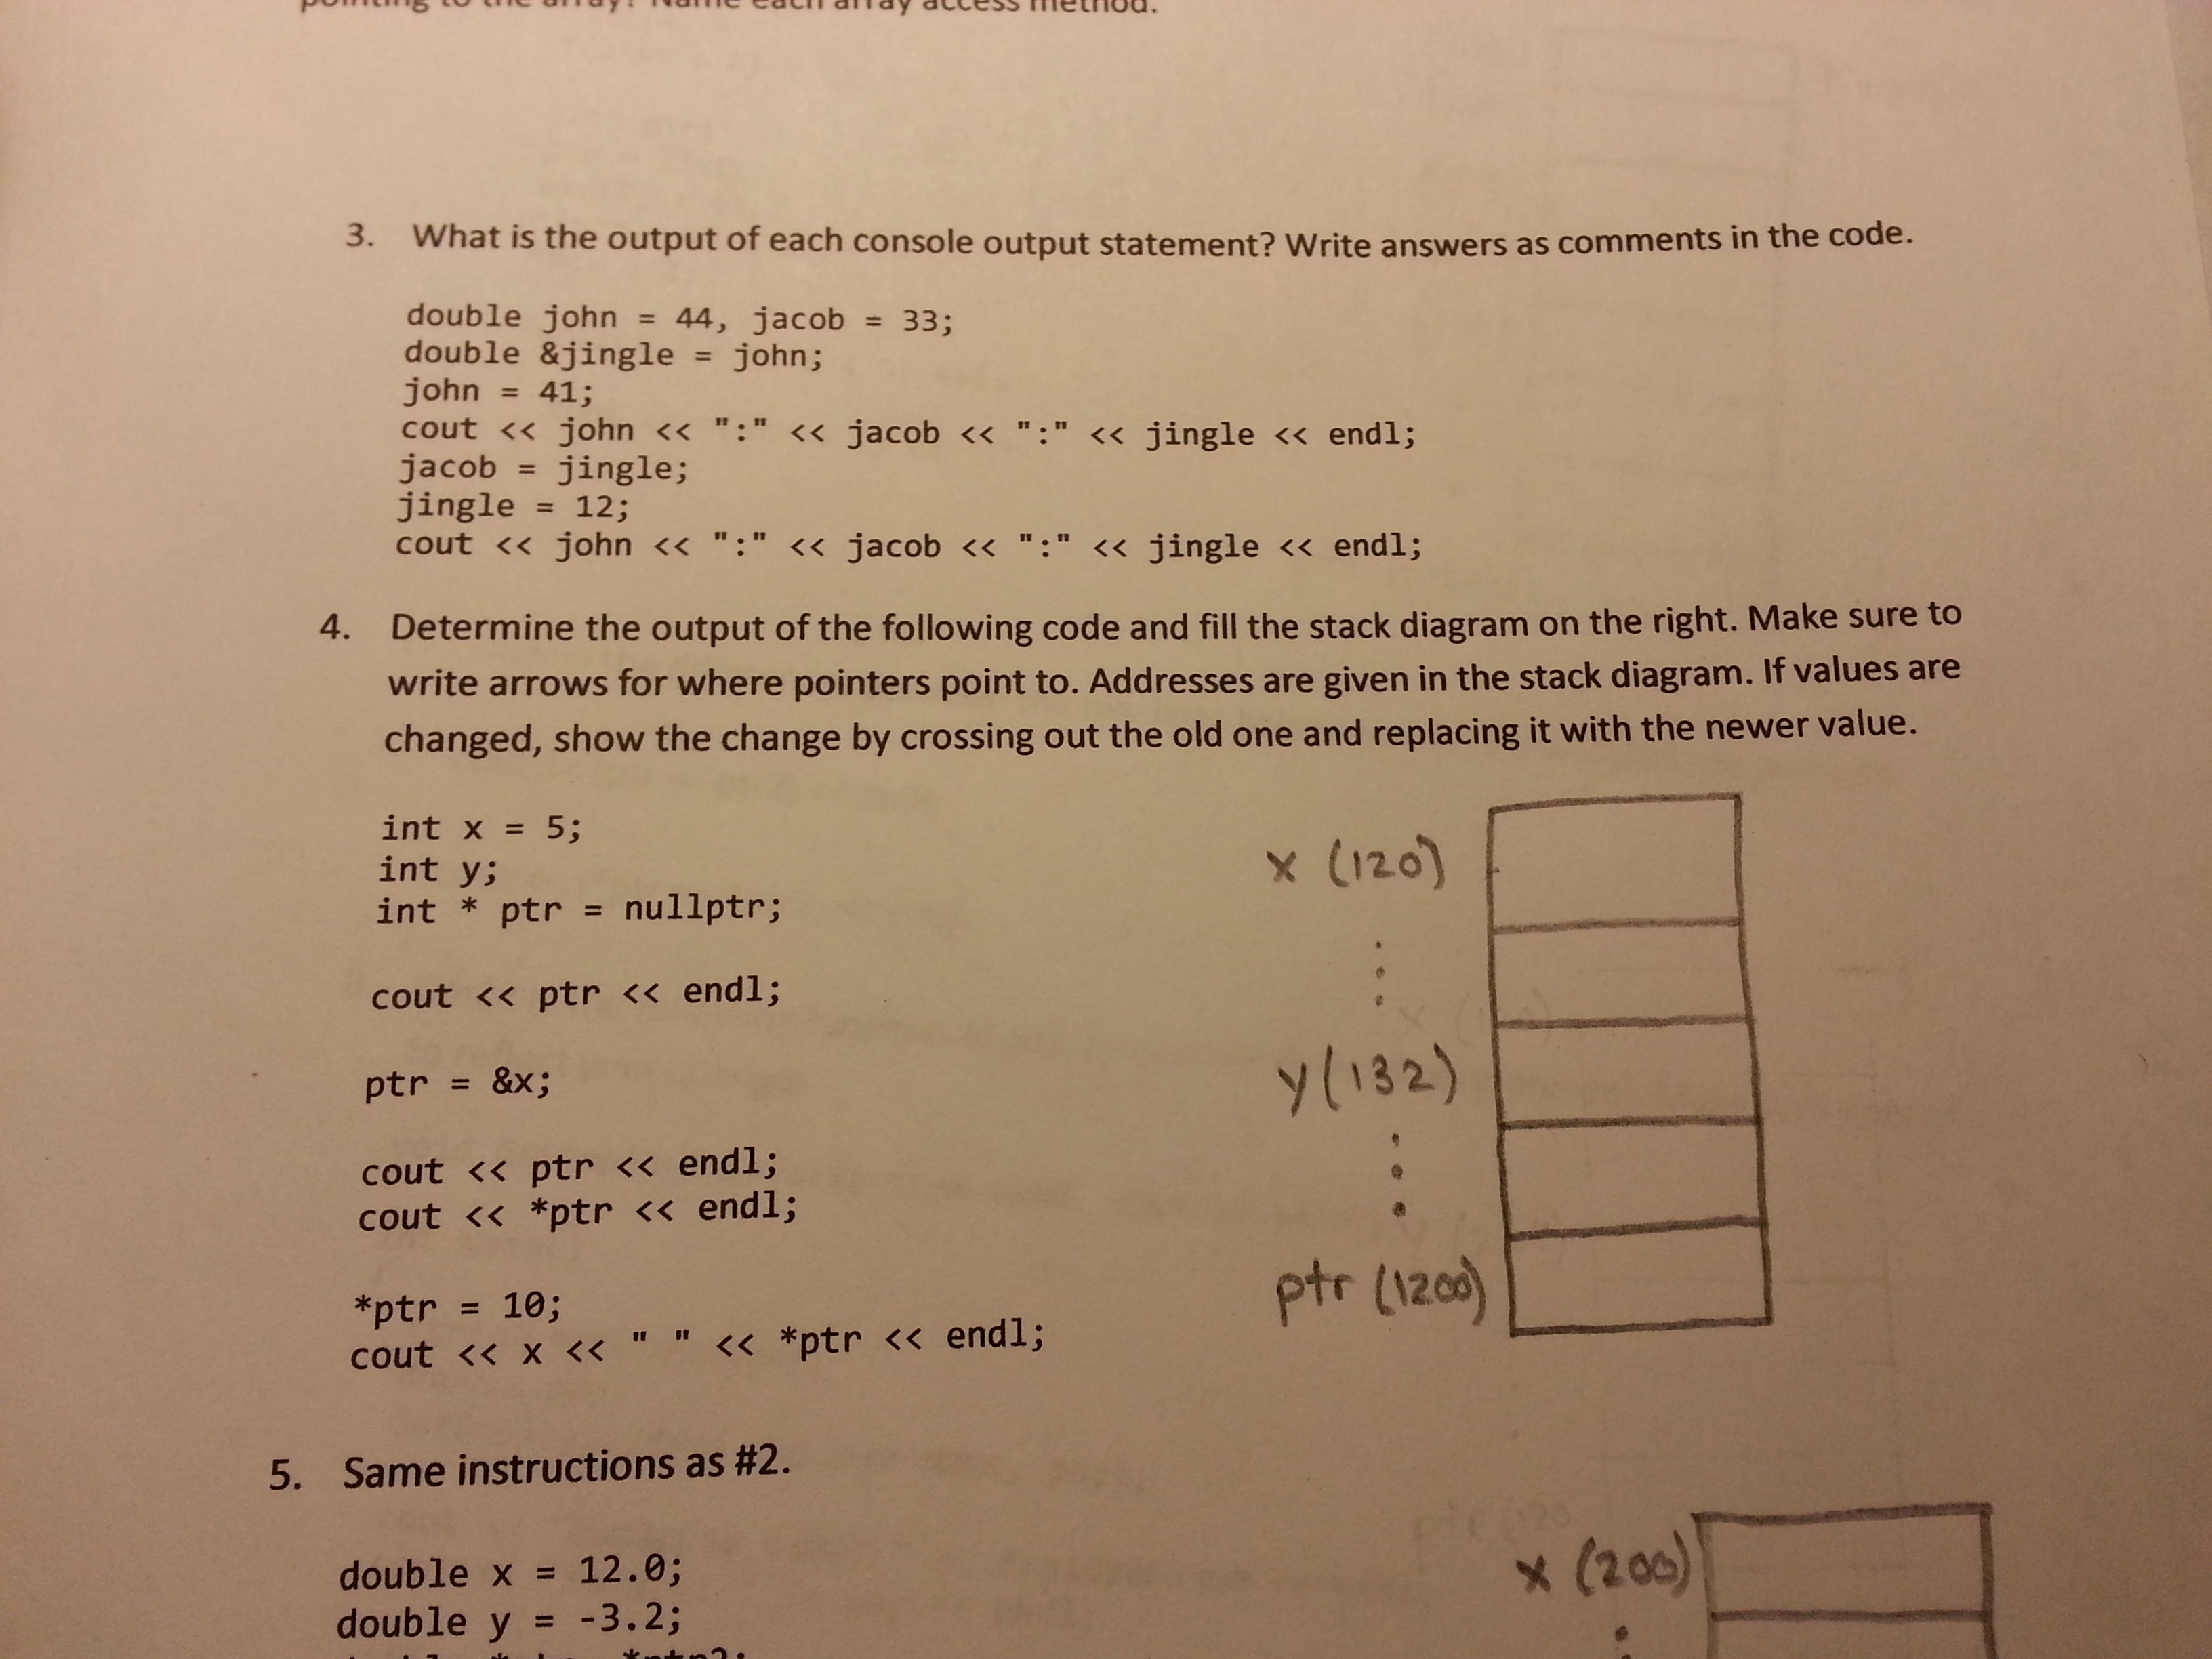 pointing to the array? Name each array access method.
3. What is the output of each console output statement? Write answers as comments in the code.
double john = 44, jacob = 33;
double &jingle = john;
john = 41;
cout << john << ":" << jacob << ":" << jingle << endl;
jacob = jingle;
jingle = 12;
cout << john << ":" << jacob << ":" << jingle << endl;
4. Determine the output of the following code and fill the stack diagram on the right. Make sure to
write arrows for where pointers point to. Addresses are given in the stack diagram. If values are
changed, show the change by crossing out the old one and replacing it with the newer value.
int x = 5;
int y;
int * ptr = nullptr;
cout << ptr << endl;
ptr = &x;
cout << ptr << endl;
cout << *ptr << endl;
*ptr = 10;
cout << x << " " << *ptr << endl;
x (120)
y (132)
ptr (1200)
5. Same instructions as #2.
double x = 12.0;
double y = -3.2;
x (200)